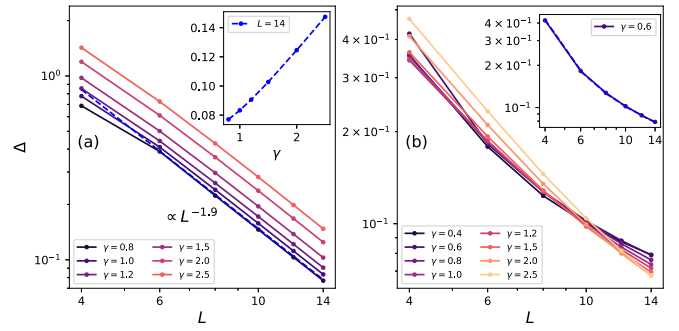 Δ
10⁰
10⁻¹
4
6
8
10
14
L
(a)
∝ L⁻¹·⁹
γ = 0.8
γ = 1.0
γ = 1.2
γ = 1.5
γ = 2.0
γ = 2.5
0.14
0.12
0.10
0.08
1
2
γ
L = 14
4 × 10⁻¹
3 × 10⁻¹
2 × 10⁻¹
10⁻¹
4
6
8
10
14
L
(b)
γ = 0.4
γ = 0.6
γ = 0.8
γ = 1.0
γ = 1.2
γ = 1.5
γ = 2.0
γ = 2.5
4 × 10⁻¹
3 × 10⁻¹
2 × 10⁻¹
10⁻¹
4
6
8
10
14
γ = 0.6